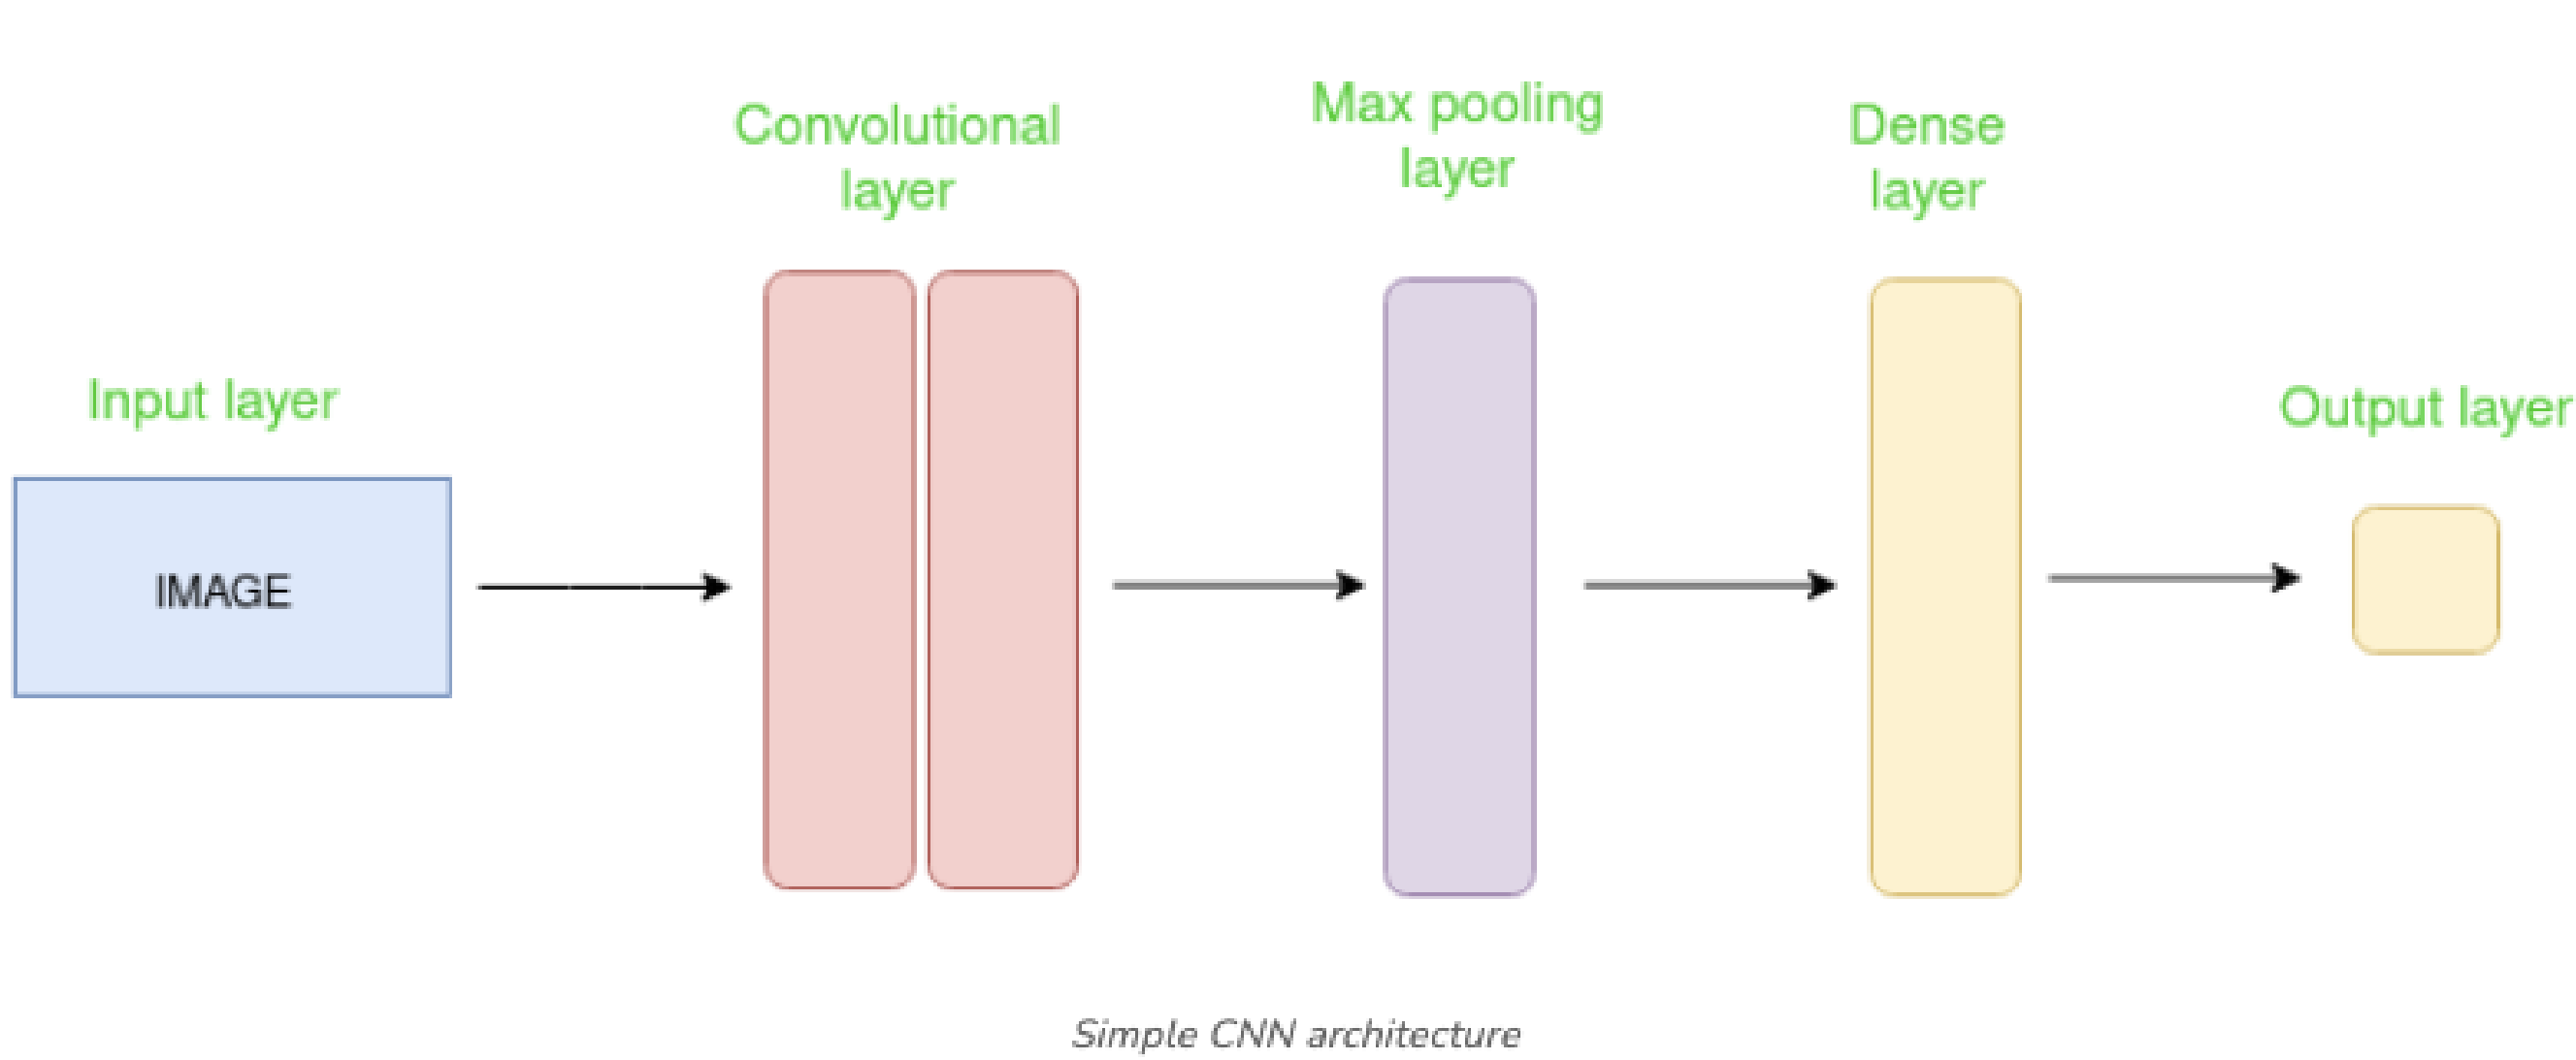 Convolutional
layer
Max pooling
layer
Dense
layer
Input layer
Output layer
IMAGE
Simple CNN architecture